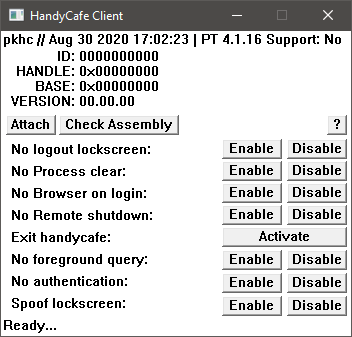 HandyCafe Client
pkhc // Aug 30 2020 17:02:23 | PT 4.1.16 Support: No
ID: 0000000000
HANDLE: 0x00000000
BASE: 0x00000000
VERSION: 00.00.00
Attach Check Assembly ?
No logout lockscreen: Enable Disable
No Process clear: Enable Disable
No Browser on login: Enable Disable
No Remote shutdown: Enable Disable
Exit handycafe: Activate
No foreground query: Enable Disable
No authentication: Enable Disable
Spoof lockscreen: Enable Disable
Ready...